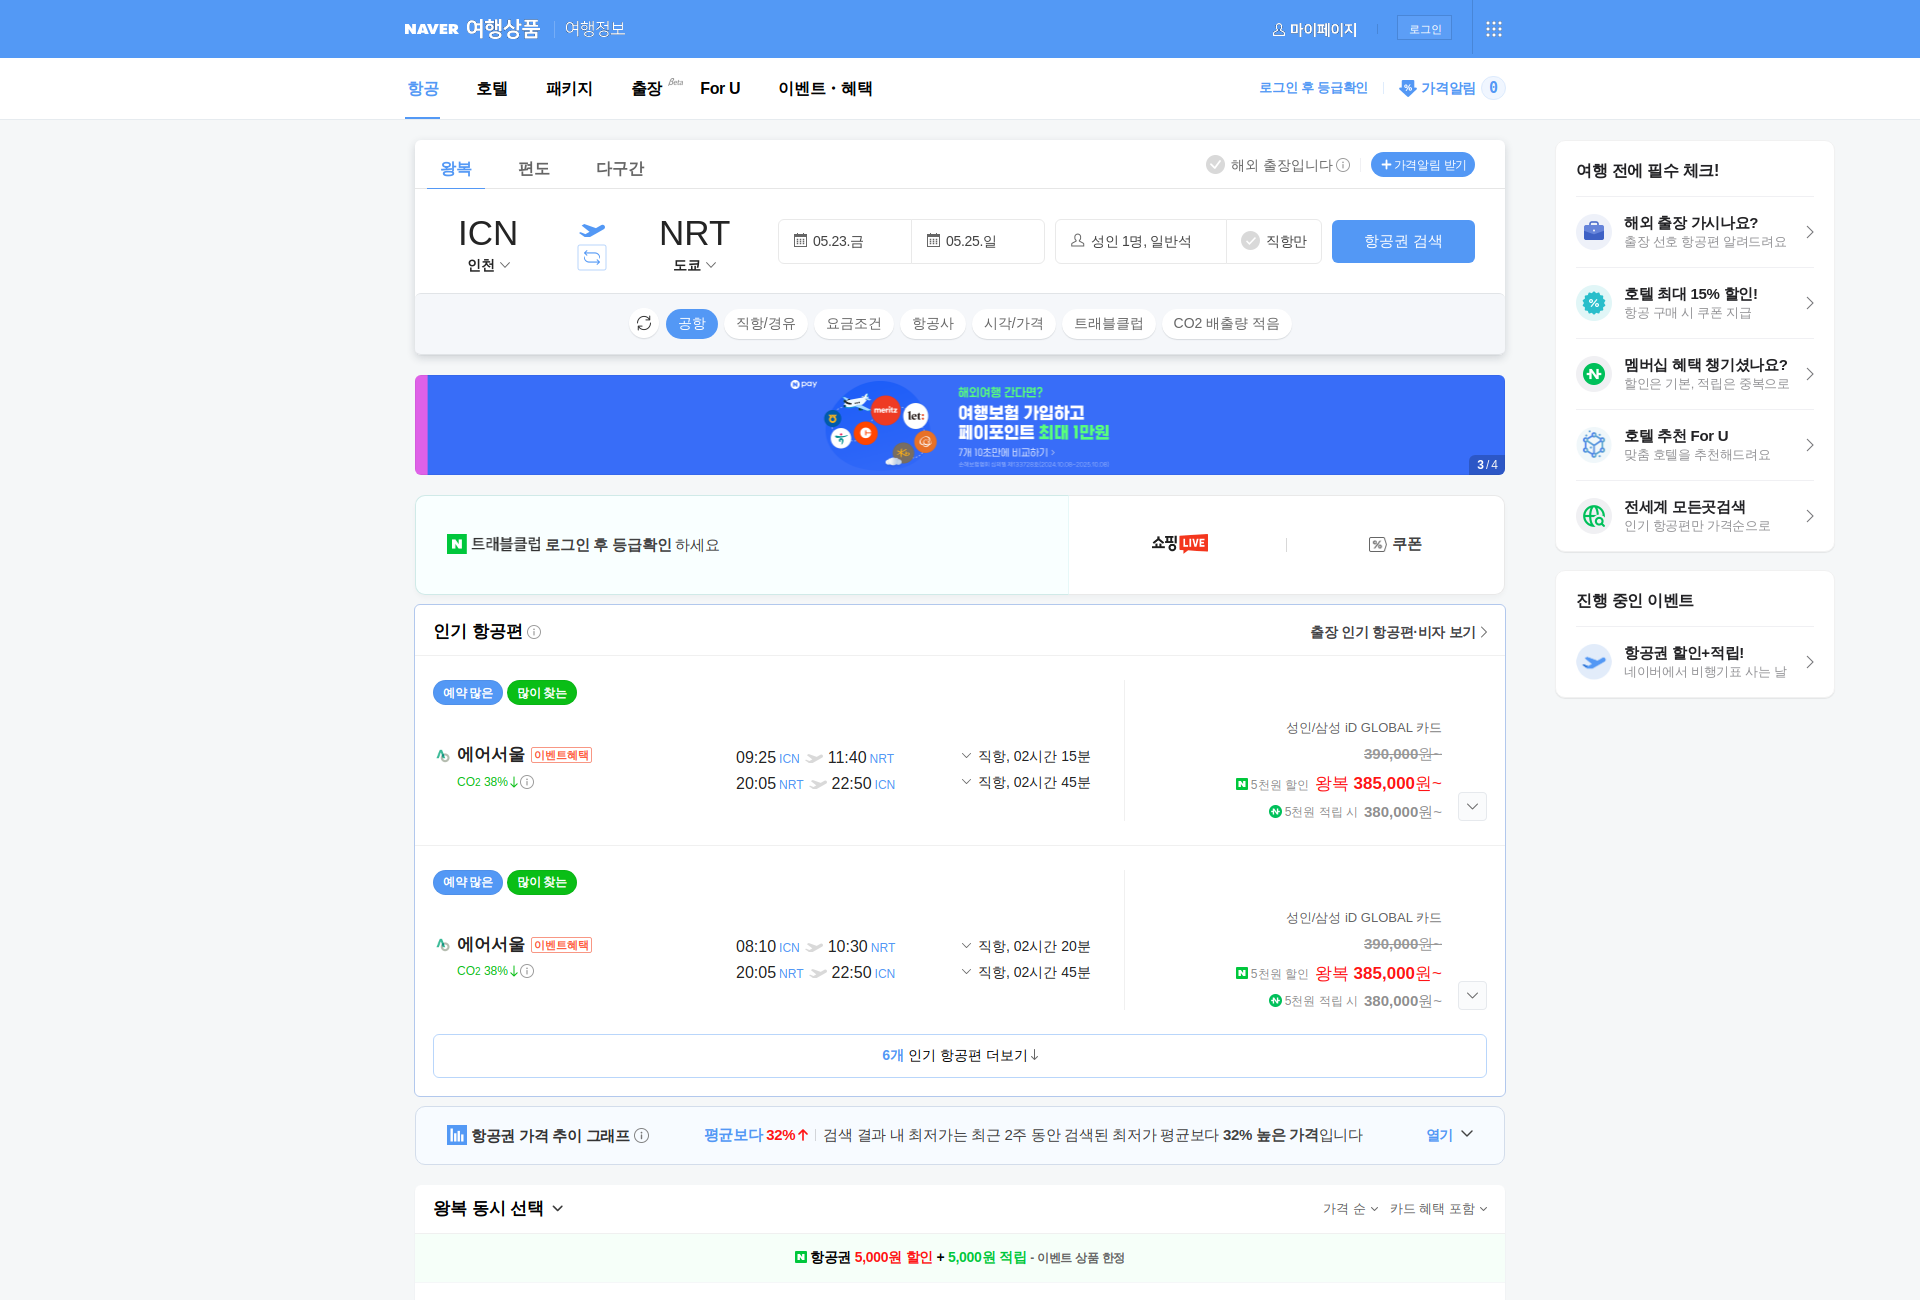 NAVER 여행상품 여행정보
마이페이지 로그인
항공 호텔 패키지 출장 Beta For U 이벤트・혜택
로그인 후 등급확인 가격알림 0
왕복 편도 다구간
해외 출장입니다 가격알림 받기
ICN 인천
NRT 도쿄
05.23.금 05.25.일 성인 1명, 일반석 직항만 항공권 검색
공항 직항/경유 요금조건 항공사 시각/가격 트래블클럽 CO2 배출량 적음
N pay
meritz
let:
해외여행 간다면?
여행보험 가입하고
페이포인트 최대 1만원
7개 10초만에 비교하기 >
3 / 4
N 트래블클럽 로그인 후 등급확인 하세요
쇼핑LIVE
쿠폰
인기 항공편
출장 인기 항공편·비자 보기
예약 많은 많이 찾는
에어서울 이벤트혜택
CO2 38%↓
09:25 ICN 11:40 NRT
20:05 NRT 22:50 ICN
직항, 02시간 15분
직항, 02시간 45분
성인/삼성 iD GLOBAL 카드
390,000원~
N 5천원 할인 왕복 385,000원~
5천원 적립 시 380,000원~
예약 많은 많이 찾는
에어서울 이벤트혜택
CO2 38%↓
08:10 ICN 10:30 NRT
20:05 NRT 22:50 ICN
직항, 02시간 20분
직항, 02시간 45분
성인/삼성 iD GLOBAL 카드
390,000원~
N 5천원 할인 왕복 385,000원~
5천원 적립 시 380,000원~
6개 인기 항공편 더보기↓
항공권 가격 추이 그래프
평균보다 32%↑ 검색 결과 내 최저가는 최근 2주 동안 검색된 최저가 평균보다 32% 높은 가격입니다
열기
왕복 동시 선택
가격 순 카드 혜택 포함
N 항공권 5,000원 할인 + 5,000원 적립 - 이벤트 상품 한정
여행 전에 필수 체크!
해외 출장 가시나요?
출장 선호 항공편 알려드려요
호텔 최대 15% 할인!
항공 구매 시 쿠폰 지급
멤버십 혜택 챙기셨나요?
할인은 기본, 적립은 중복으로
호텔 추천 For U
맞춤 호텔을 추천해드려요
전세계 모든곳검색
인기 항공편만 가격순으로
진행 중인 이벤트
항공권 할인+적립!
네이버에서 비행기표 사는 날